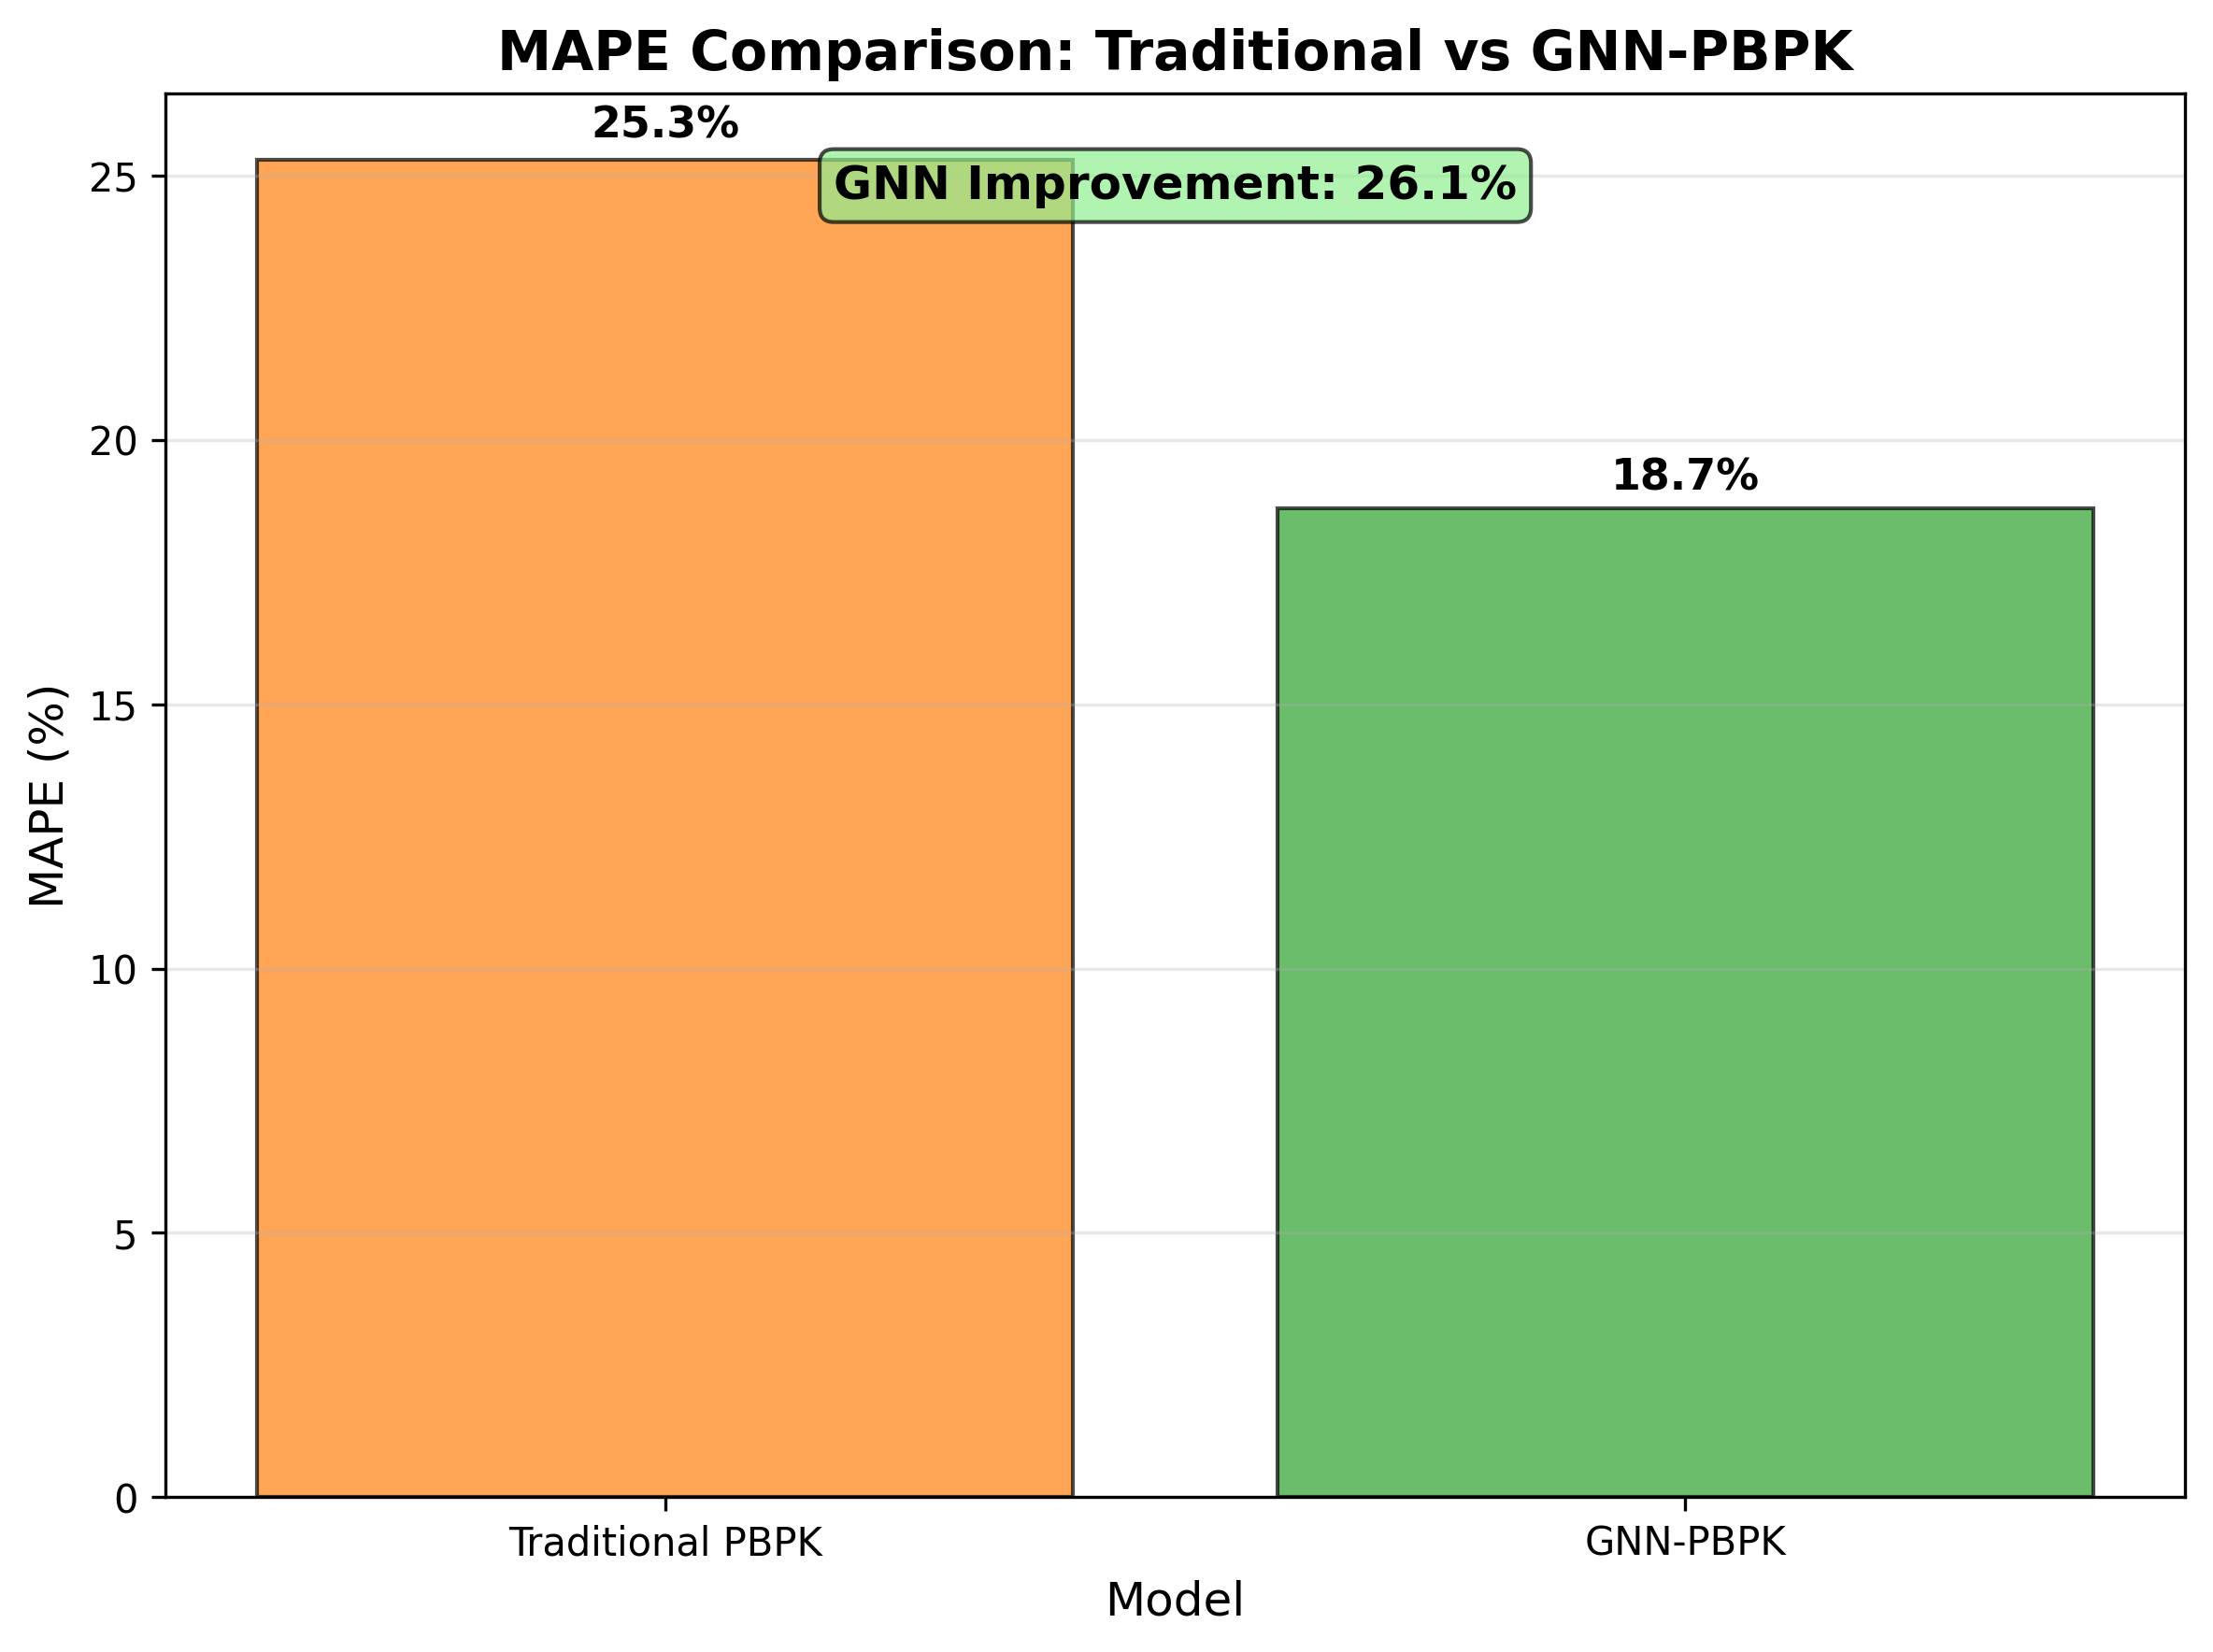 MAPE Comparison: Traditional vs GNN-PBPK
25.3%
GNN Improvement: 26.1%
18.7%
MAPE (%)
25
20
15
10
5
0
Traditional PBPK
GNN-PBPK
Model